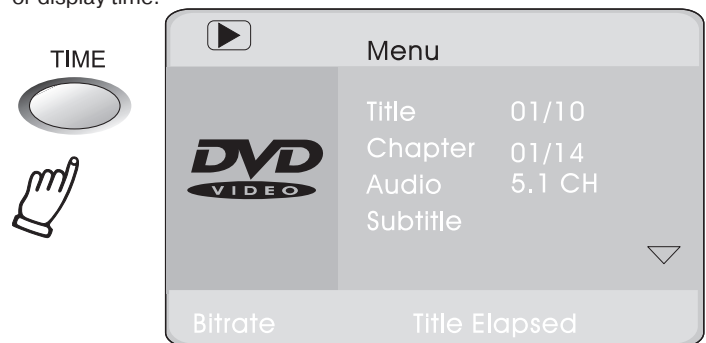 or display time.
TIME
Menu
Title 01/10
Chapter 01/14
Audio 5.1 CH
Subtitle
DVD
VIDEO
Bitrate Title Elapsed